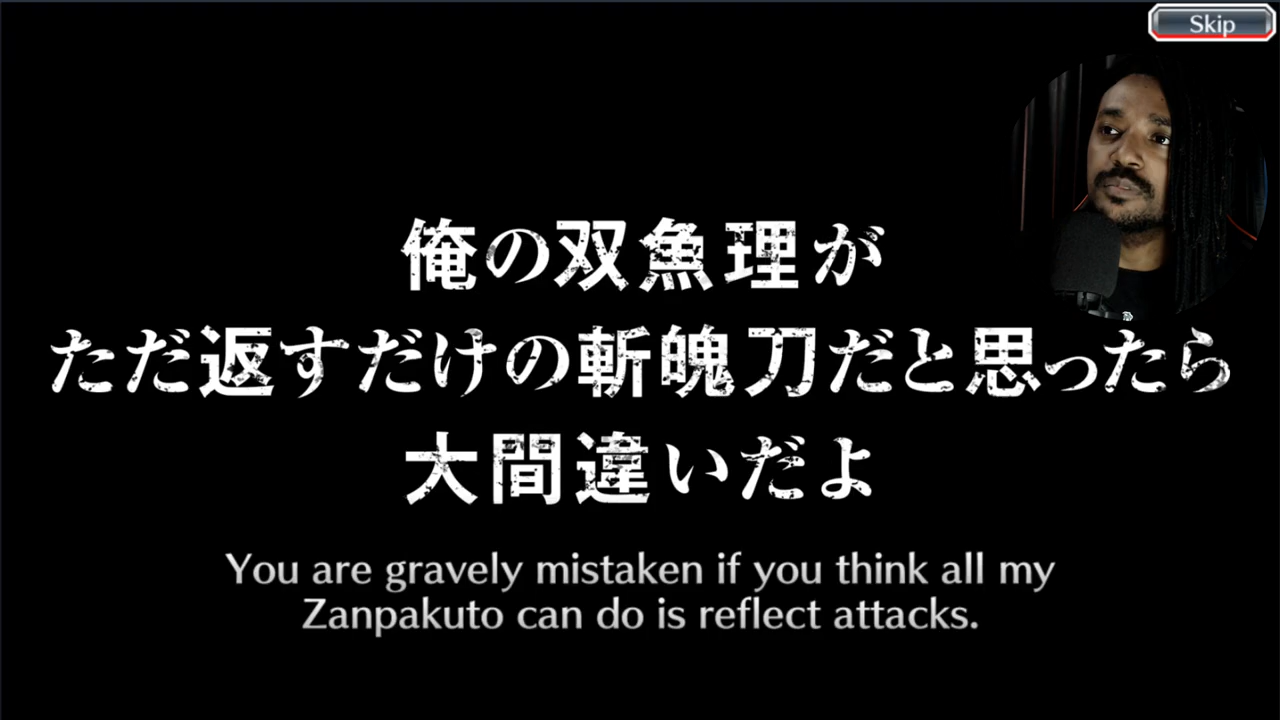 Skip
俺の双魚理が
ただ返すだけの斬魄刀だと思ったら
大間違いだよ
You are gravely mistaken if you think all my
Zanpakuto can do is reflect attacks.